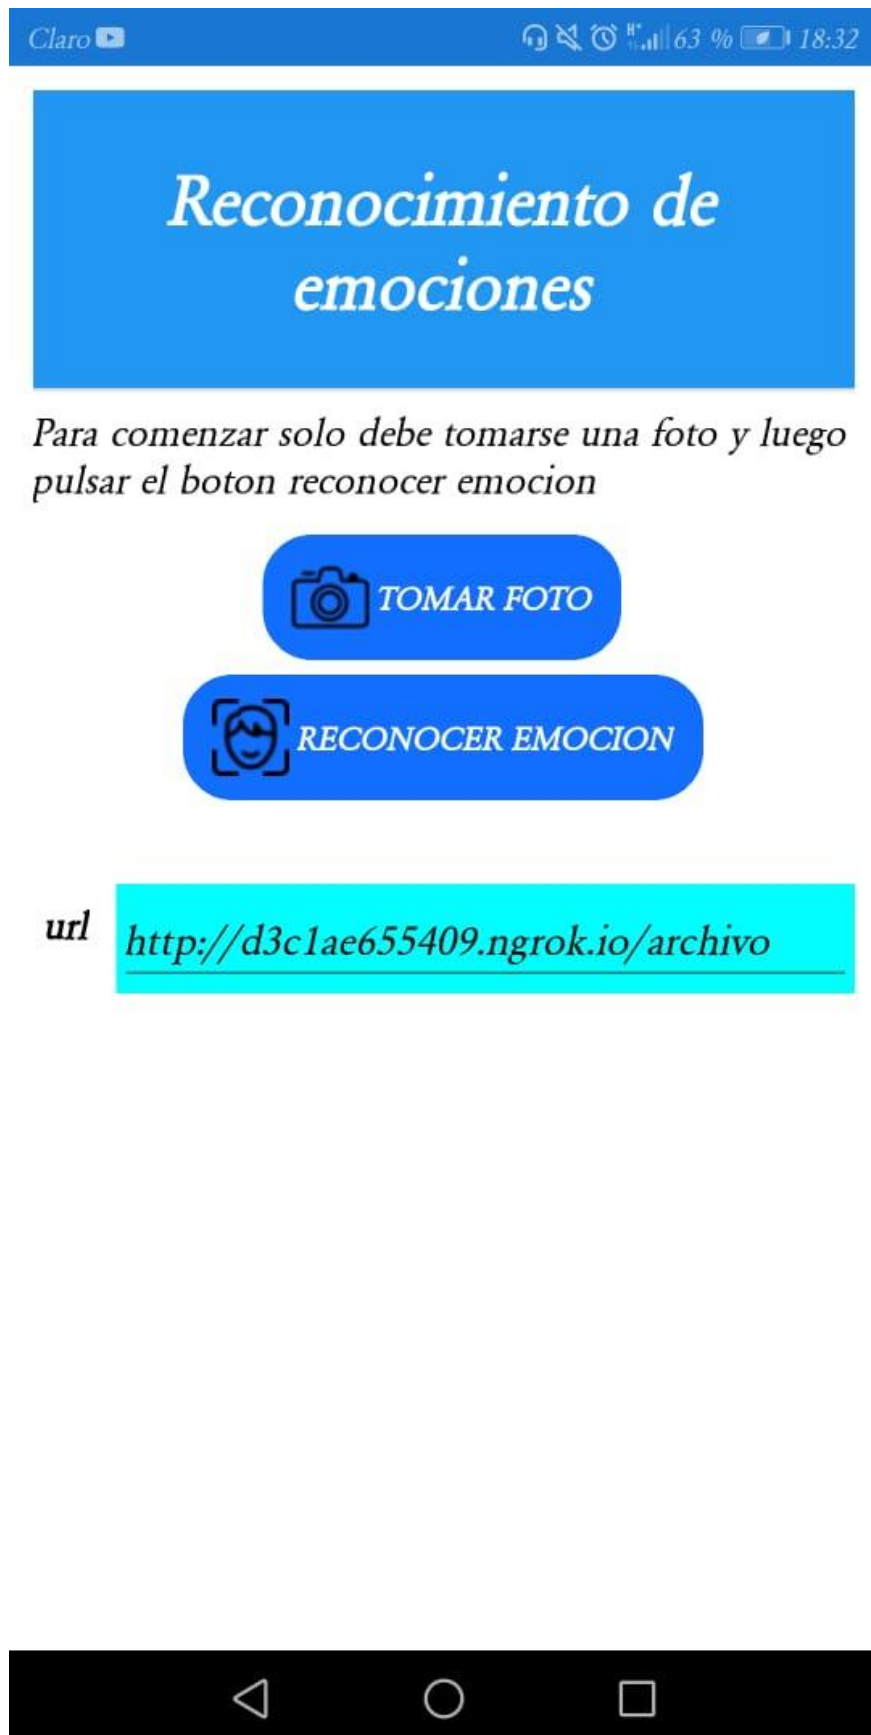 Claro 63 % 18:32
Reconocimiento de
emociones
Para comenzar solo debe tomarse una foto y luego
pulsar el boton reconocer emocion
TOMAR FOTO
RECONOCER EMOCION
url http://d3c1ae655409.ngrok.io/archivo